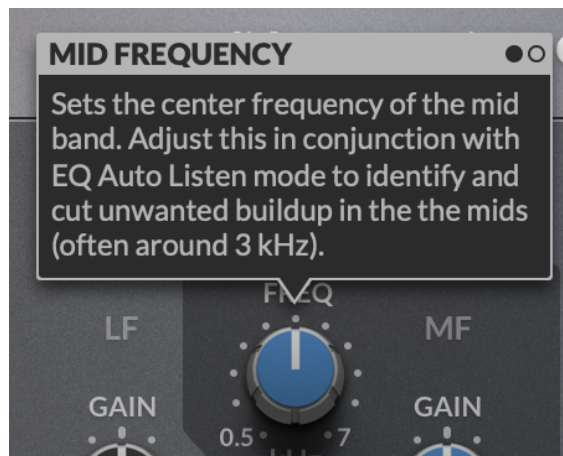 MID FREQUENCY
Sets the center frequency of the mid
band. Adjust this in conjunction with
EQ Auto Listen mode to identify and
cut unwanted buildup in the the mids
(often around 3 kHz).
FREQ
LF
MF
GAIN
GAIN
0.5
7
kHz